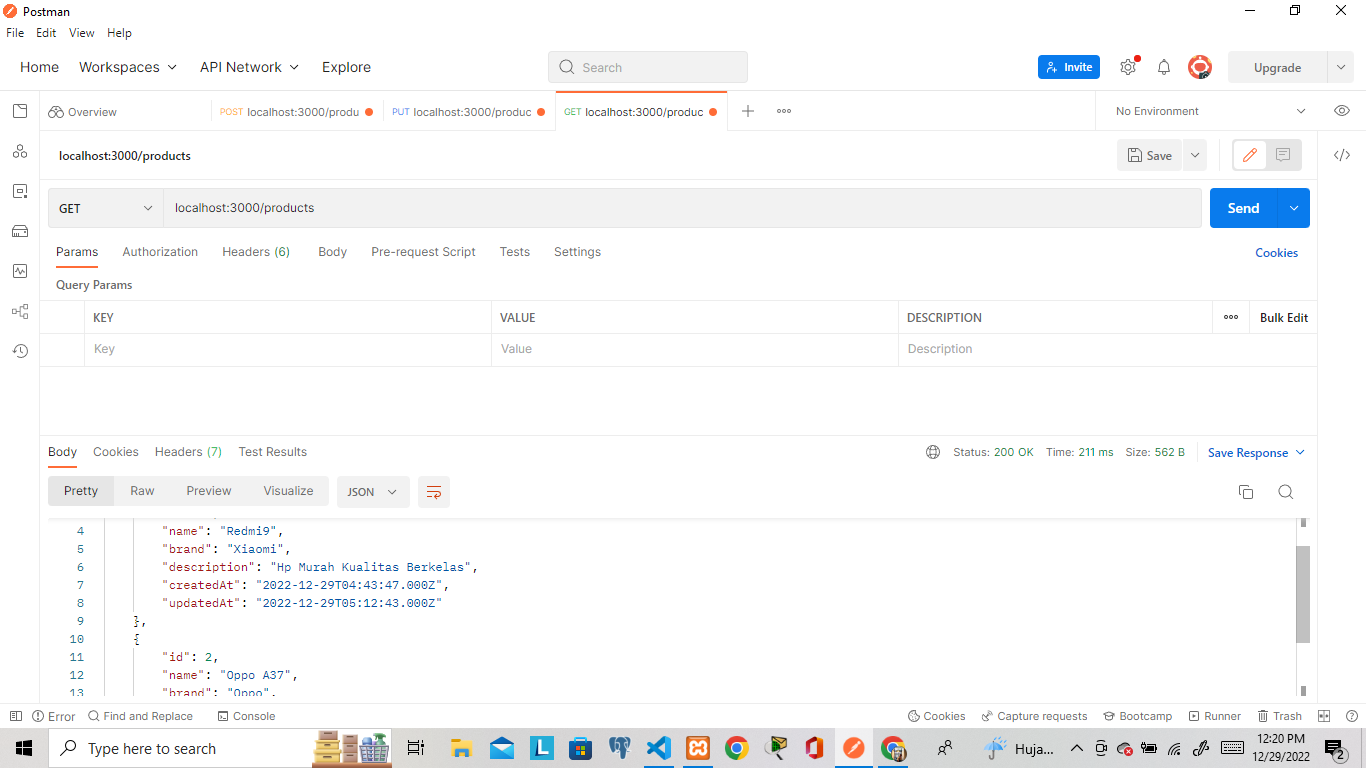 Postman
File Edit View Help
Home Workspaces API Network Explore Search Invite Upgrade
Overview POST localhost:3000/produ PUT localhost:3000/produc GET localhost:3000/produc No Environment
localhost:3000/products Save
GET localhost:3000/products Send
Params Authorization Headers (6) Body Pre-request Script Tests Settings Cookies
Query Params
KEY VALUE DESCRIPTION Bulk Edit
Key Value Description
Body Cookies Headers (7) Test Results Status: 200 OK Time: 211 ms Size: 562 B Save Response
Pretty Raw Preview Visualize JSON
4 "name": "Redmi9",
5 "brand": "Xiaomi",
6 "description": "Hp Murah Kualitas Berkelas",
7 "createdAt": "2022-12-29T04:43:47.000Z",
8 "updatedAt": "2022-12-29T05:12:43.000Z"
9 },
10 {
11 "id": 2,
12 "name": "Oppo A37",
13 "brand": "Oppo",
Error Find and Replace Console Cookies Capture requests Bootcamp Runner Trash
Type here to search Huja... 12:20 PM
12/29/2022
2